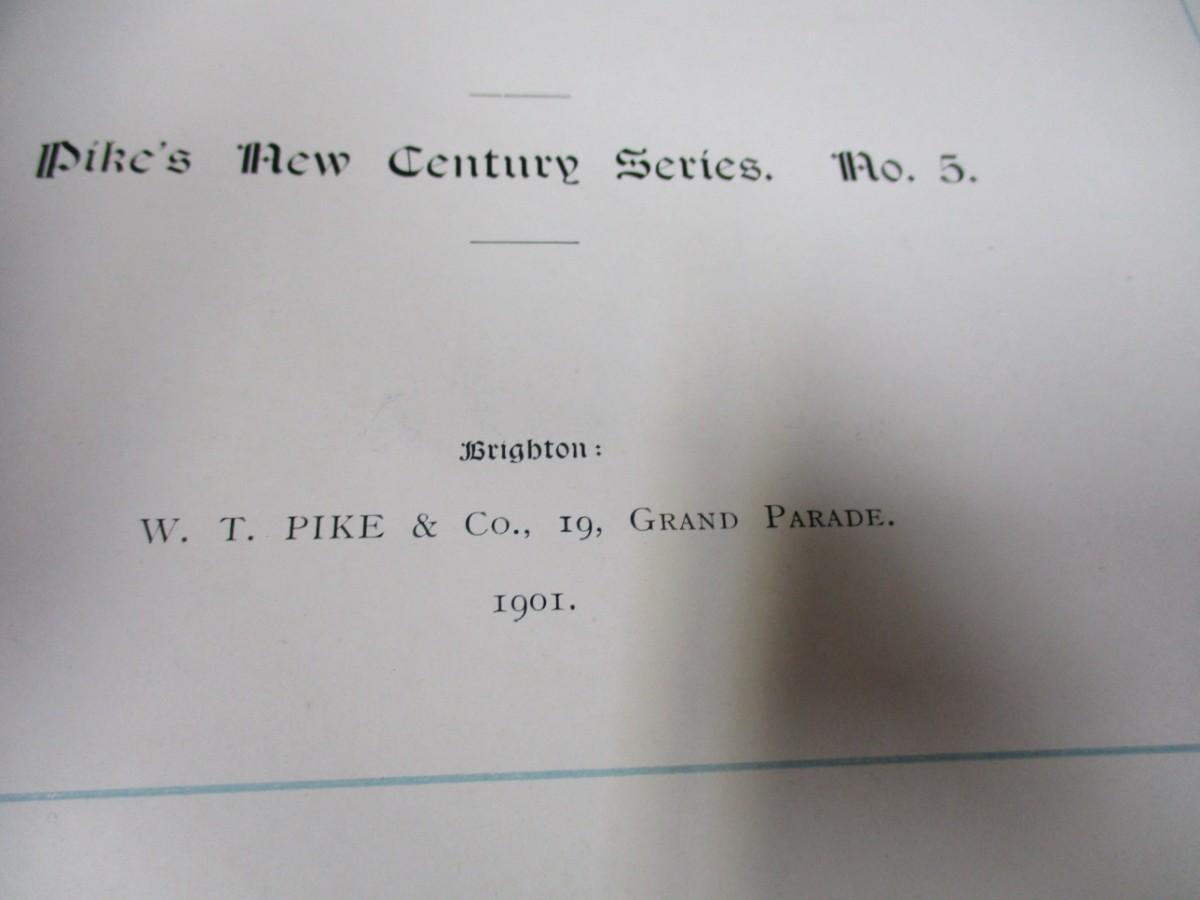 Pike's New Century Series. No. 5.
Brighton:
W. T. PIKE & Co., 19, GRAND PARADE.
1901.